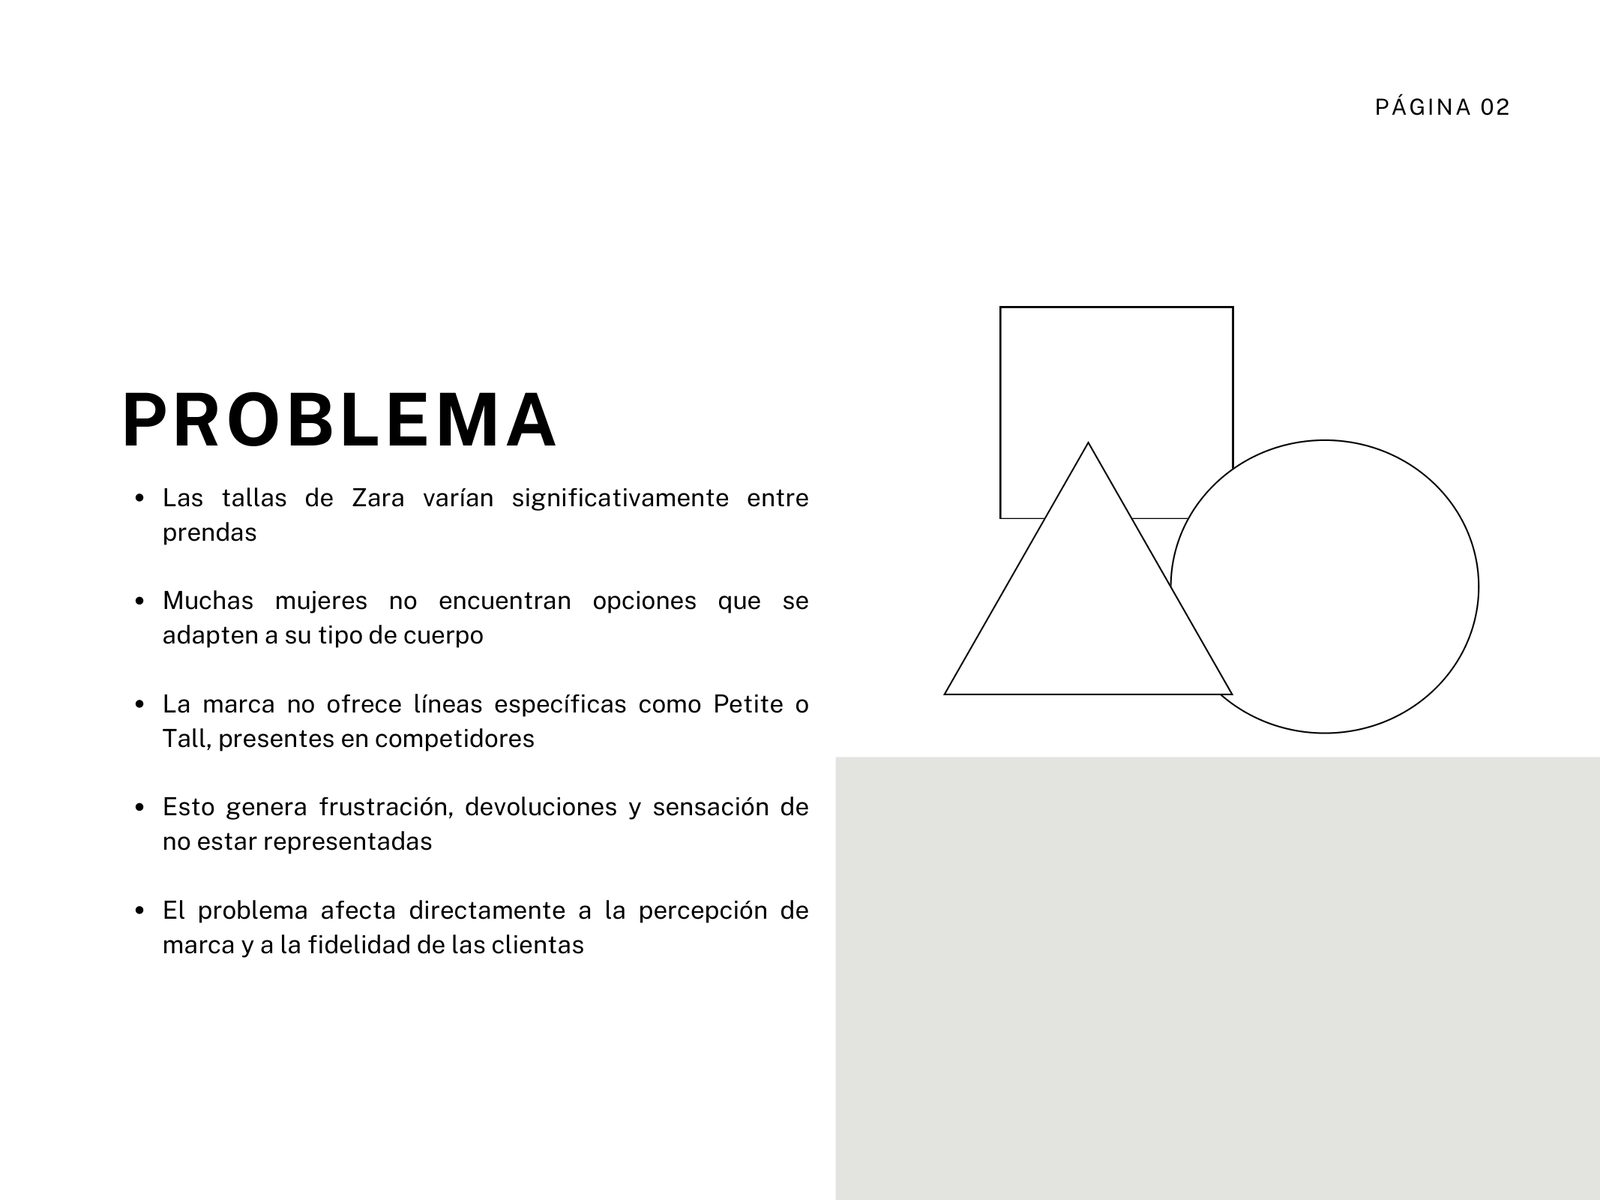 PÁGINA 02
PROBLEMA
• Las tallas de Zara varían significativamente entre
prendas
• Muchas mujeres no encuentran opciones que se
adapten a su tipo de cuerpo
• La marca no ofrece líneas específicas como Petite o
Tall, presentes en competidores
• Esto genera frustración, devoluciones y sensación de
no estar representadas
• El problema afecta directamente a la percepción de
marca y a la fidelidad de las clientas